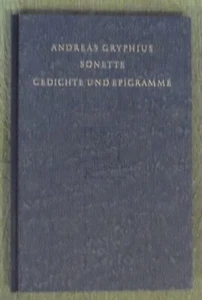 ANDREAS GRYPHIUS
SONETTE
GEDICHTE UND EPIGRAMME